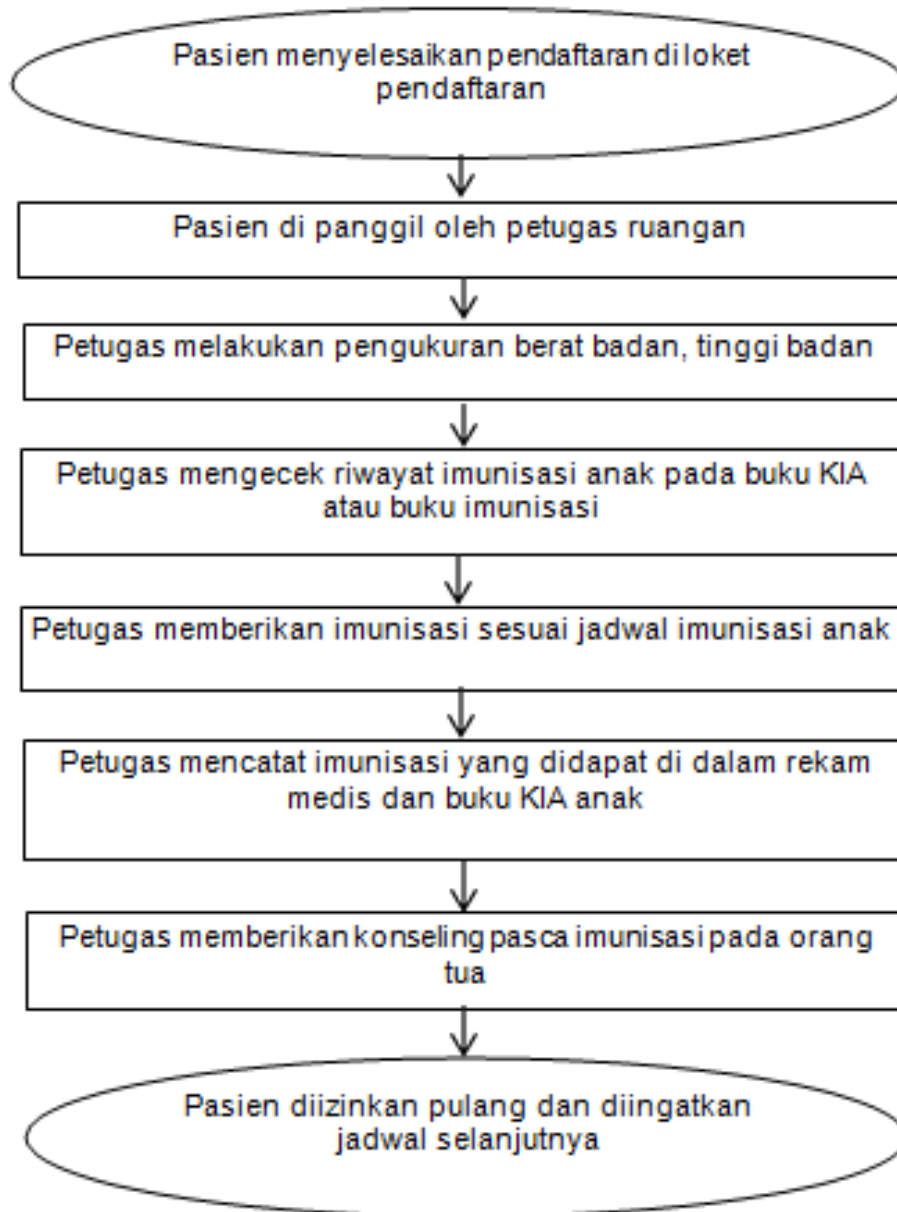 Pasien menyelesaikan pendaftaran di loket
pendaftaran
Pasien di panggil oleh petugas ruangan
Petugas melakukan pengukuran berat badan, tinggi badan
Petugas mengecek riwayat imunisasi anak pada buku KIA
atau buku imunisasi
Petugas memberikan imunisasi sesuai jadwal imunisasi anak
Petugas mencatat imunisasi yang didapat di dalam rekam
medis dan buku KIA anak
Petugas memberikan konseling pasca imunisasi pada orang
tua
Pasien diizinkan pulang dan diingatkan
jadwal selanjutnya